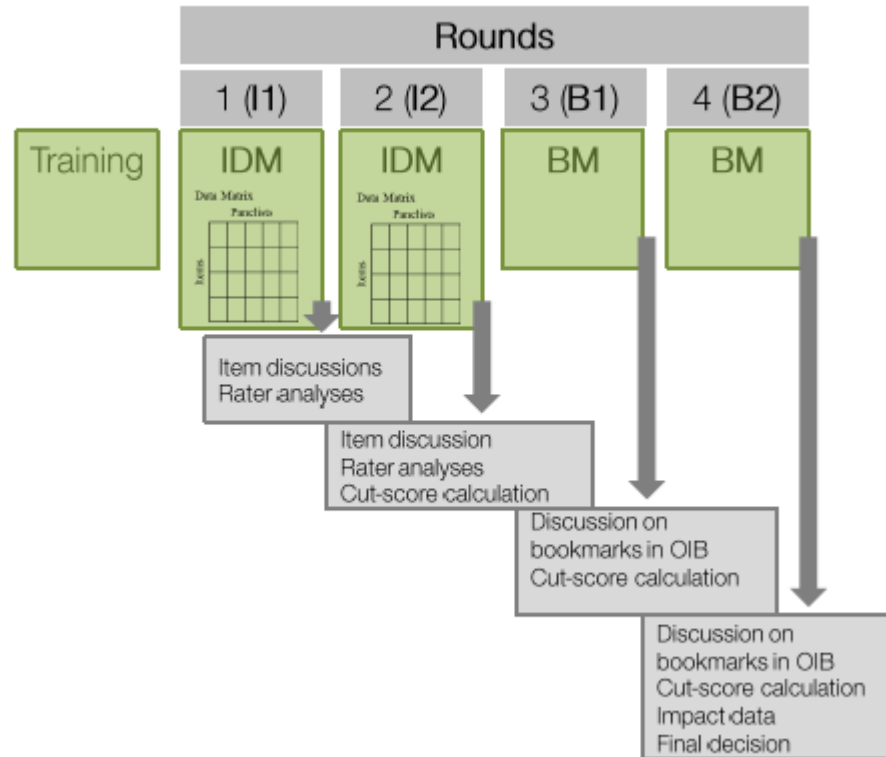 Rounds
1 (I1)
2 (I2)
3 (B1)
4 (B2)
Training
IDM
Data Matrix
Panelists
Items
IDM
Data Matrix
Panelists
Items
BM
BM
Item discussions
Rater analyses
Item discussion
Rater analyses
Cut-score calculation
Discussion on
bookmarks in OIB
Cut-score calculation
Discussion on
bookmarks in OIB
Cut-score calculation
Impact data
Final decision